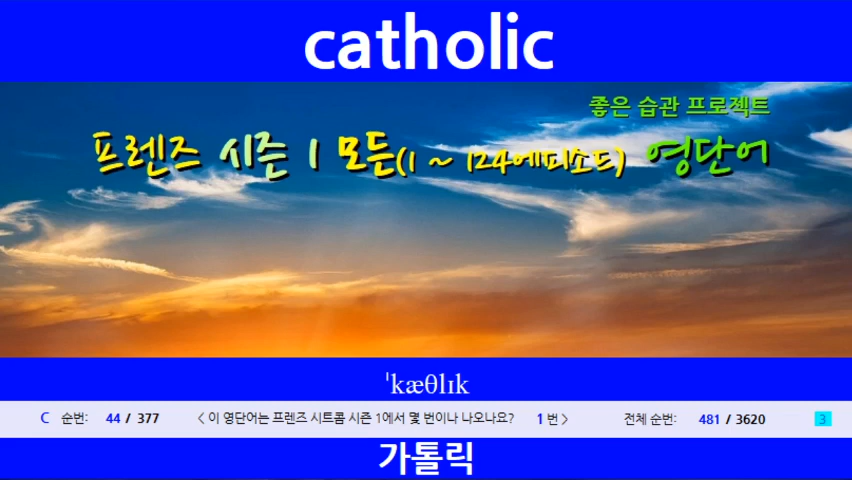 catholic
좋은 습관 프로젝트
프렌즈 시즌 1 모든(1 ~ 124에피소드) 영단어
ˈkæθlɪk
C 순번: 44 / 377 < 이 영단어는 프렌즈 시트콤 시즌 1에서 몇 번이나 나오나요? 1 번 > 전체 순번: 481 / 3620 3
가톨릭